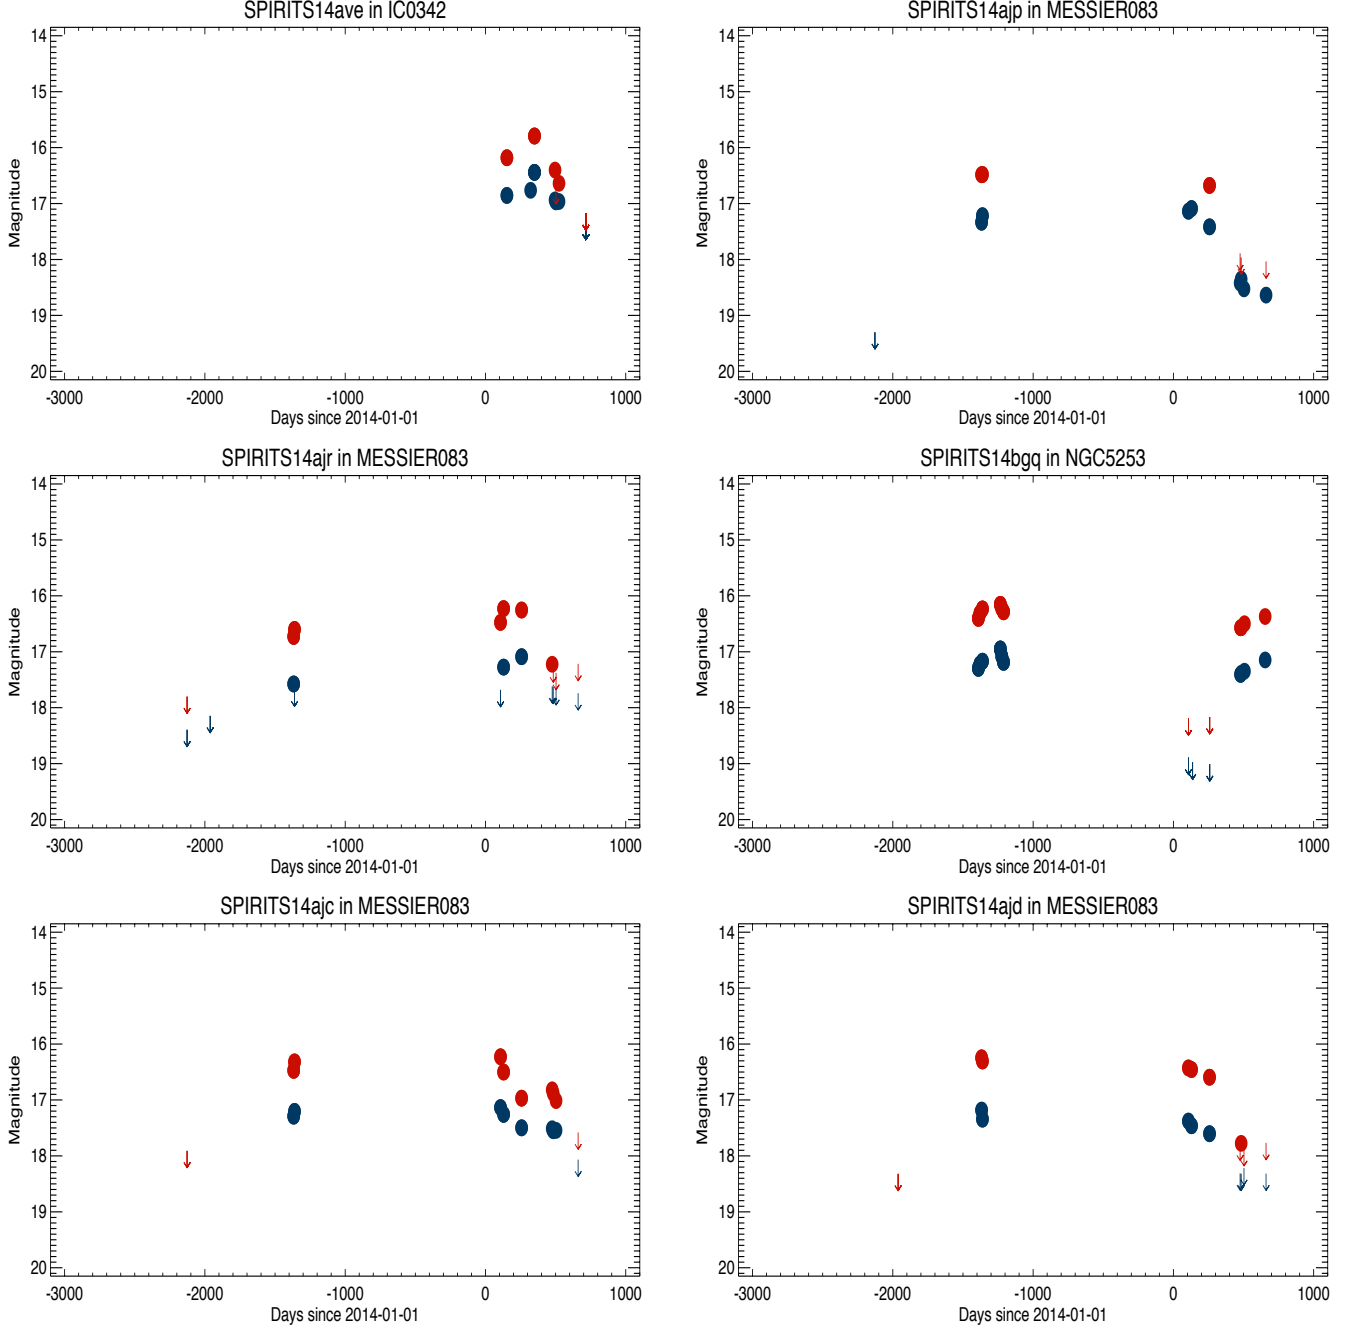 SPIRITS14ave in IC0342
14
15
16
17
18
19
20
Magnitude
-3000 -2000 -1000 0 1000
Days since 2014-01-01
SPIRITS14ajp in MESSIER083
14
15
16
17
18
19
20
Magnitude
-3000 -2000 -1000 0 1000
Days since 2014-01-01
SPIRITS14ajr in MESSIER083
14
15
16
17
18
19
20
Magnitude
-3000 -2000 -1000 0 1000
Days since 2014-01-01
SPIRITS14bgq in NGC5253
14
15
16
17
18
19
20
Magnitude
-3000 -2000 -1000 0 1000
Days since 2014-01-01
SPIRITS14ajc in MESSIER083
14
15
16
17
18
19
20
Magnitude
-3000 -2000 -1000 0 1000
Days since 2014-01-01
SPIRITS14ajd in MESSIER083
14
15
16
17
18
19
20
Magnitude
-3000 -2000 -1000 0 1000
Days since 2014-01-01